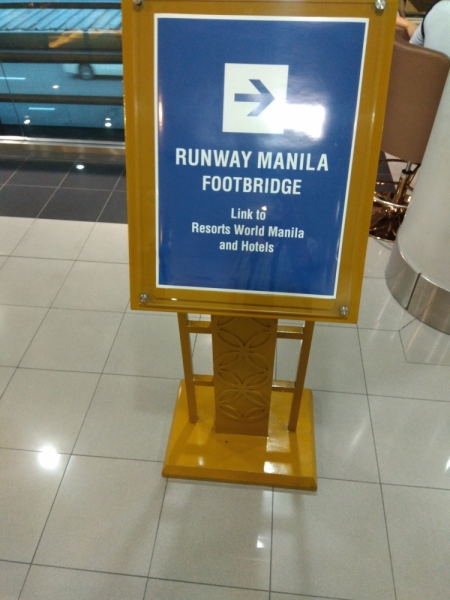 RUNWAY MANILA
FOOTBRIDGE
Link to
Resorts World Manila
and Hotels